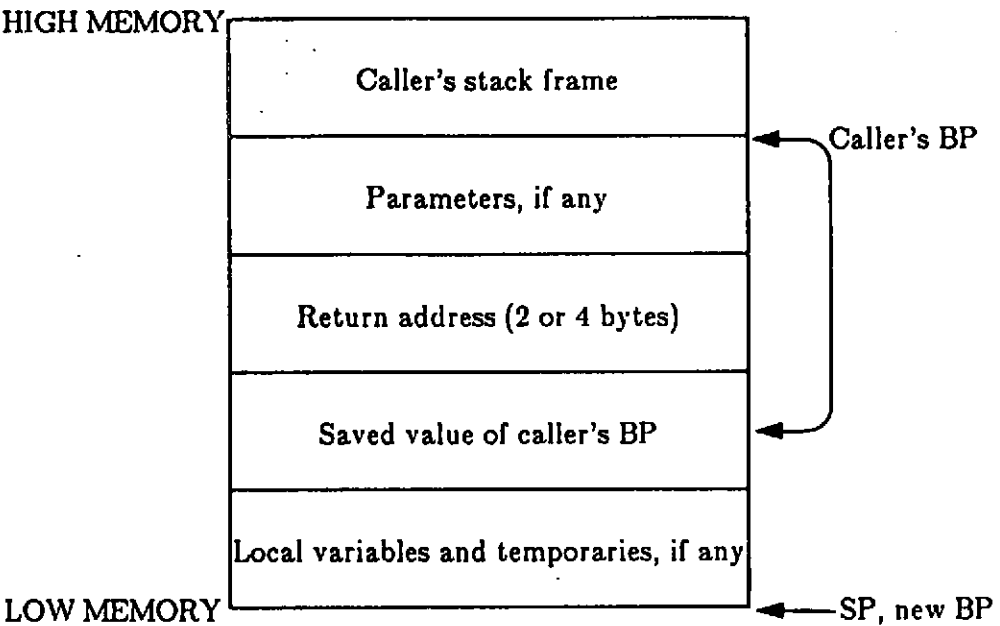 HIGH MEMORY
Caller's stack frame
Caller's BP
Parameters, if any
Return address (2 or 4 bytes)
Saved value of caller's BP
Local variables and temporaries, if any
LOW MEMORY
SP, new BP